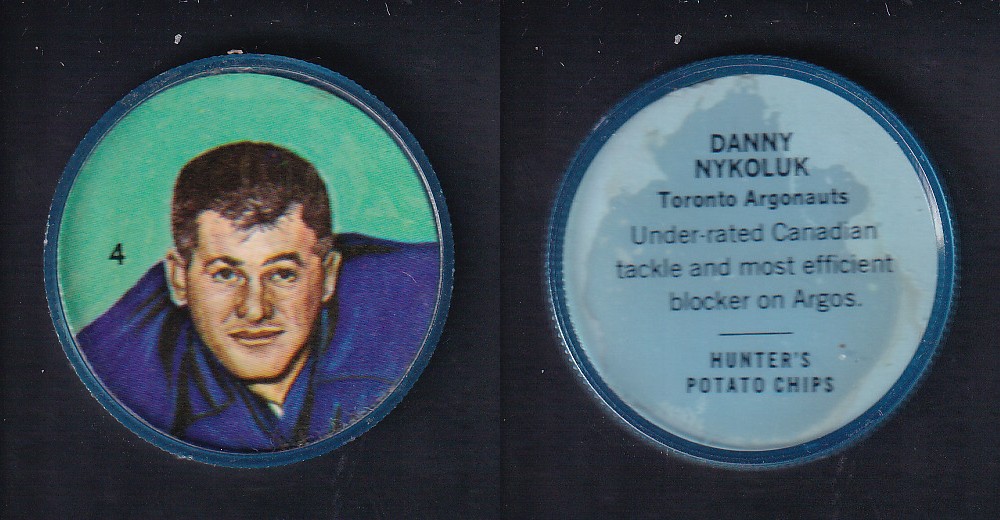 4
DANNY
NYKOLUK
Toronto Argonauts
Under-rated Canadian
tackle and most efficient
blocker on Argos.
HUNTER'S
POTATO CHIPS